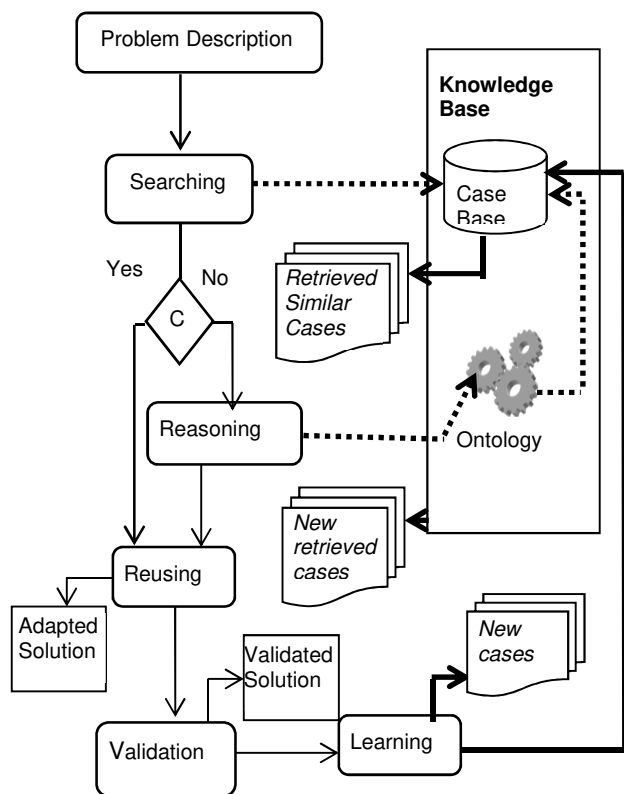 Problem Description
Knowledge
Base
Searching
Case
Base
Yes
No
Retrieved
Similar
Cases
C
Reasoning
Ontology
New
retrieved
cases
Reusing
Adapted
Solution
Validated
Solution
New
cases
Validation
Learning